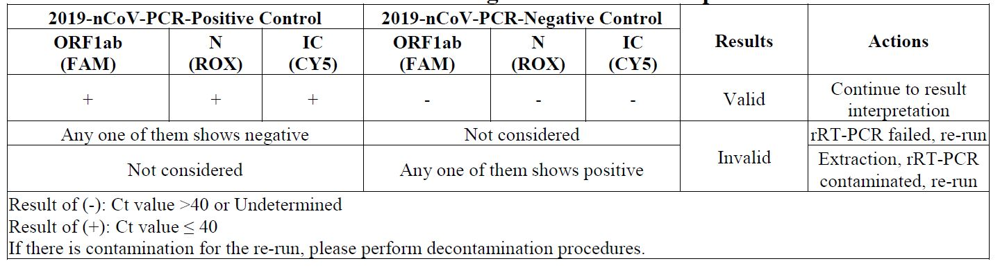 2019-nCoV-PCR-Positive Control 2019-nCoV-PCR-Negative Control Results Actions
ORF1ab (FAM) N (ROX) IC (CY5) ORF1ab (FAM) N (ROX) IC (CY5)
+ + + - - - Valid Continue to result interpretation
Any one of them shows negative Not considered Invalid rRT-PCR failed, re-run
Not considered Any one of them shows positive Extraction, rRT-PCR contaminated, re-run
Result of (-): Ct value >40 or Undetermined
Result of (+): Ct value ≤ 40
If there is contamination for the re-run, please perform decontamination procedures.